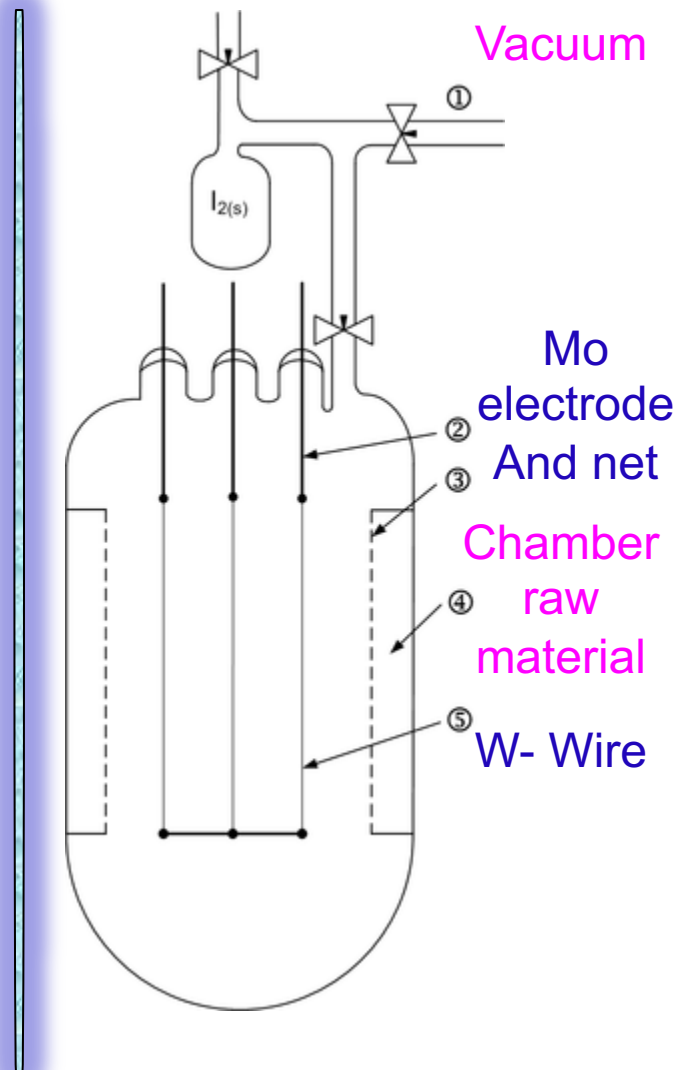 Vacuum
①
I2(s)
Mo
electrode
②
And net
③
Chamber
④
raw
material
⑤
W- Wire